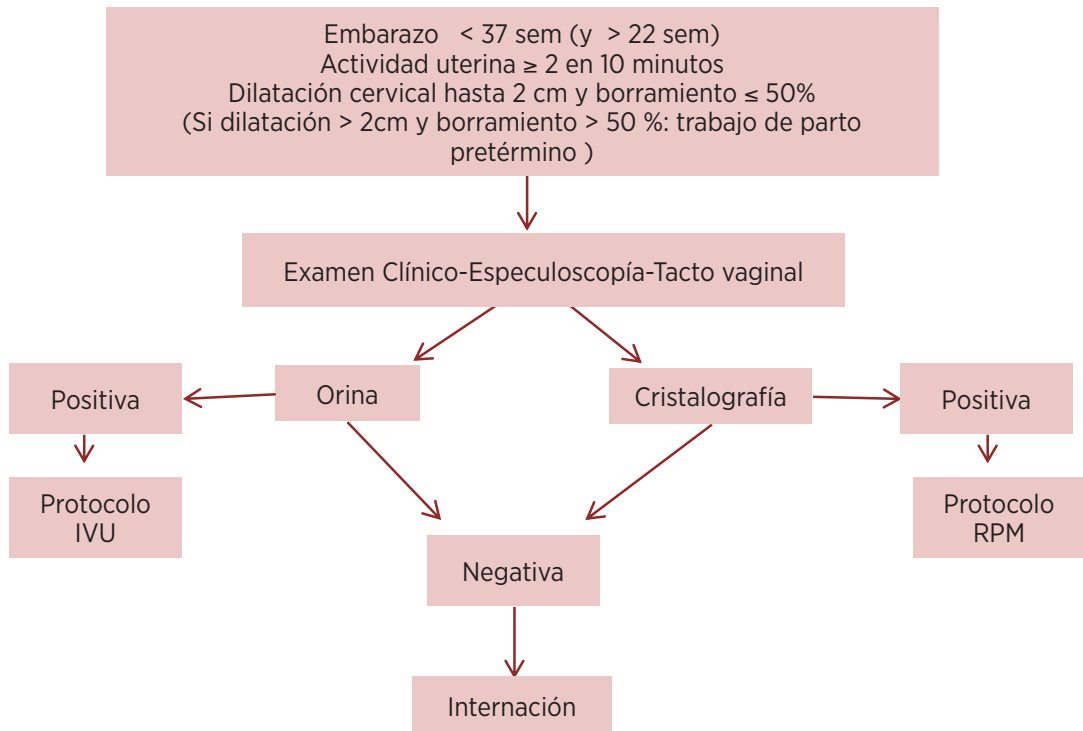 Embarazo < 37 sem (y > 22 sem)
Actividad uterina ≥ 2 en 10 minutos
Dilatación cervical hasta 2 cm y borramiento ≤ 50%
(Si dilatación > 2cm y borramiento > 50 %: trabajo de parto
pretérmino )
Examen Clínico-Especuloscopía-Tacto vaginal
Positiva
Orina
Cristalografía
Positiva
Protocolo
IVU
Protocolo
RPM
Negativa
Internación